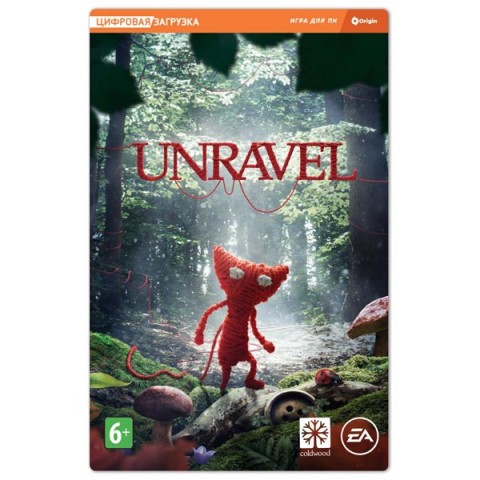 ЦИФРОВАЯ ЗАГРУЗКА
ИГРА ДЛЯ ПК
Origin
UNRAVEL
6+
coldwood
EA